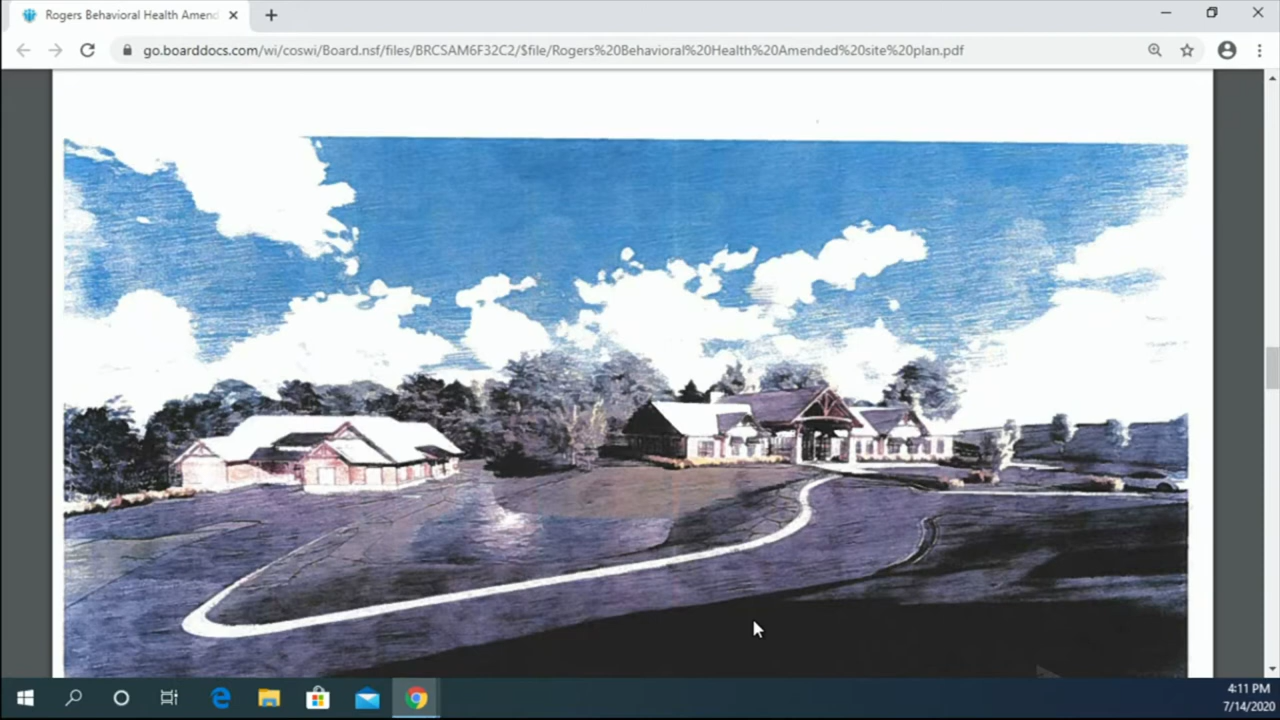 Rogers Behavioral Health Amend
go.boarddocs.com/wi/coswi/Board.nsf/files/BRCSAM6F32C2/$file/Rogers%20Behavioral%20Health%20Amended%20site%20plan.pdf
4:11 PM
7/14/2020